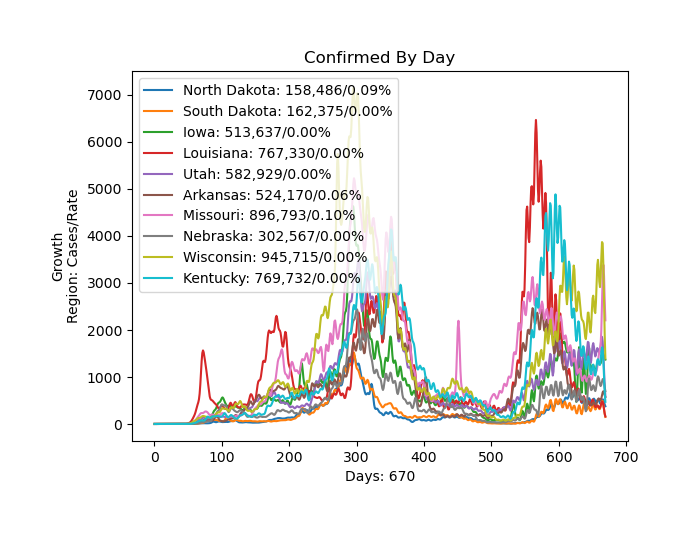 Confirmed By Day
7000
6000
5000
4000
3000
2000
1000
0
Growth
Region: Cases/Rate
North Dakota: 158,486/0.09%
South Dakota: 162,375/0.00%
Iowa: 513,637/0.00%
Louisiana: 767,330/0.00%
Utah: 582,929/0.00%
Arkansas: 524,170/0.06%
Missouri: 896,793/0.10%
Nebraska: 302,567/0.00%
Wisconsin: 945,715/0.00%
Kentucky: 769,732/0.00%
0 100 200 300 400 500 600 700
Days: 670